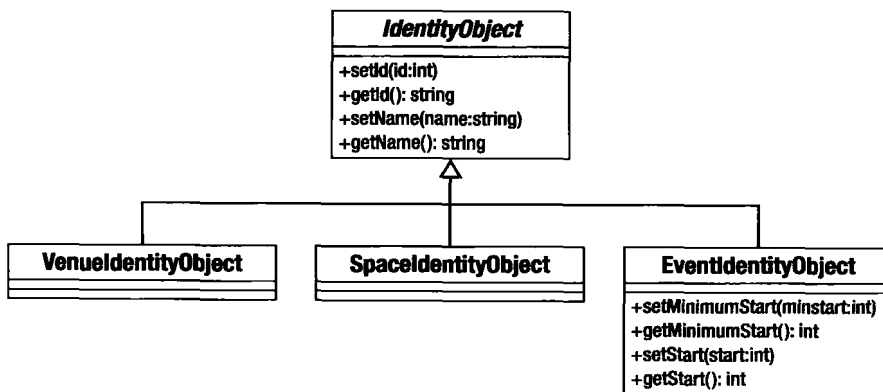 IdentityObject
+setId(id:int)
+getId(): string
+setName(name:string)
+getName(): string
VenueIdentityObject
SpaceIdentityObject
EventIdentityObject
+setMinimumStart(minstart:int)
+getMinimumStart(): int
+setStart(start:int)
+getStart(): int